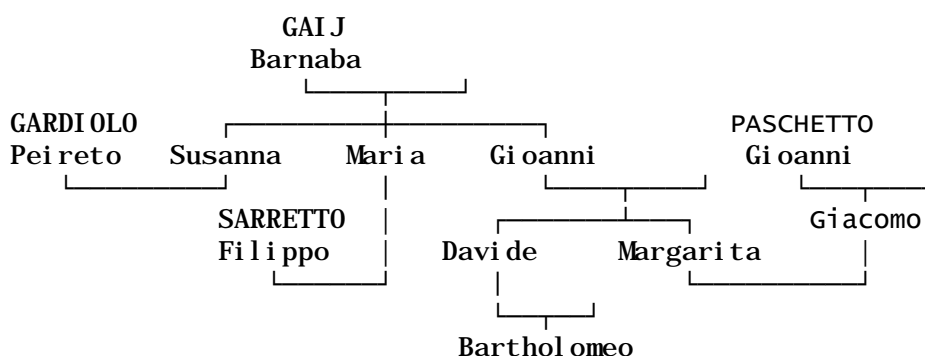 GAIJ
Barnaba
GARDIOLO PASCHETTO
Peireto Susanna Maria Gioanni Gioanni
SARRETTO Giacomo
Filippo Davide Margarita
Bartholomeo